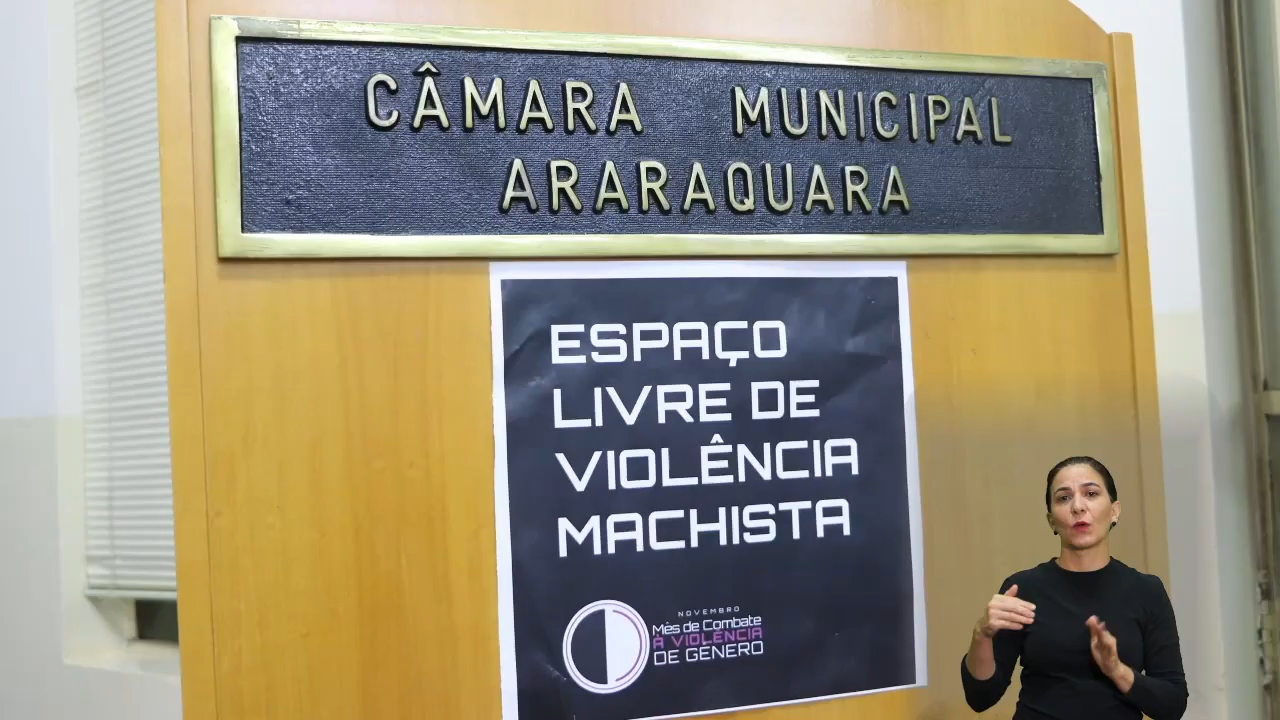 CÂMARA MUNICIPAL
ARARAQUARA
ESPAÇO
LIVRE DE
VIOLÊNCIA
MACHISTA
NOVEMBRO
Mês de Combate
À VIOLÊNCIA
DE GÊNERO